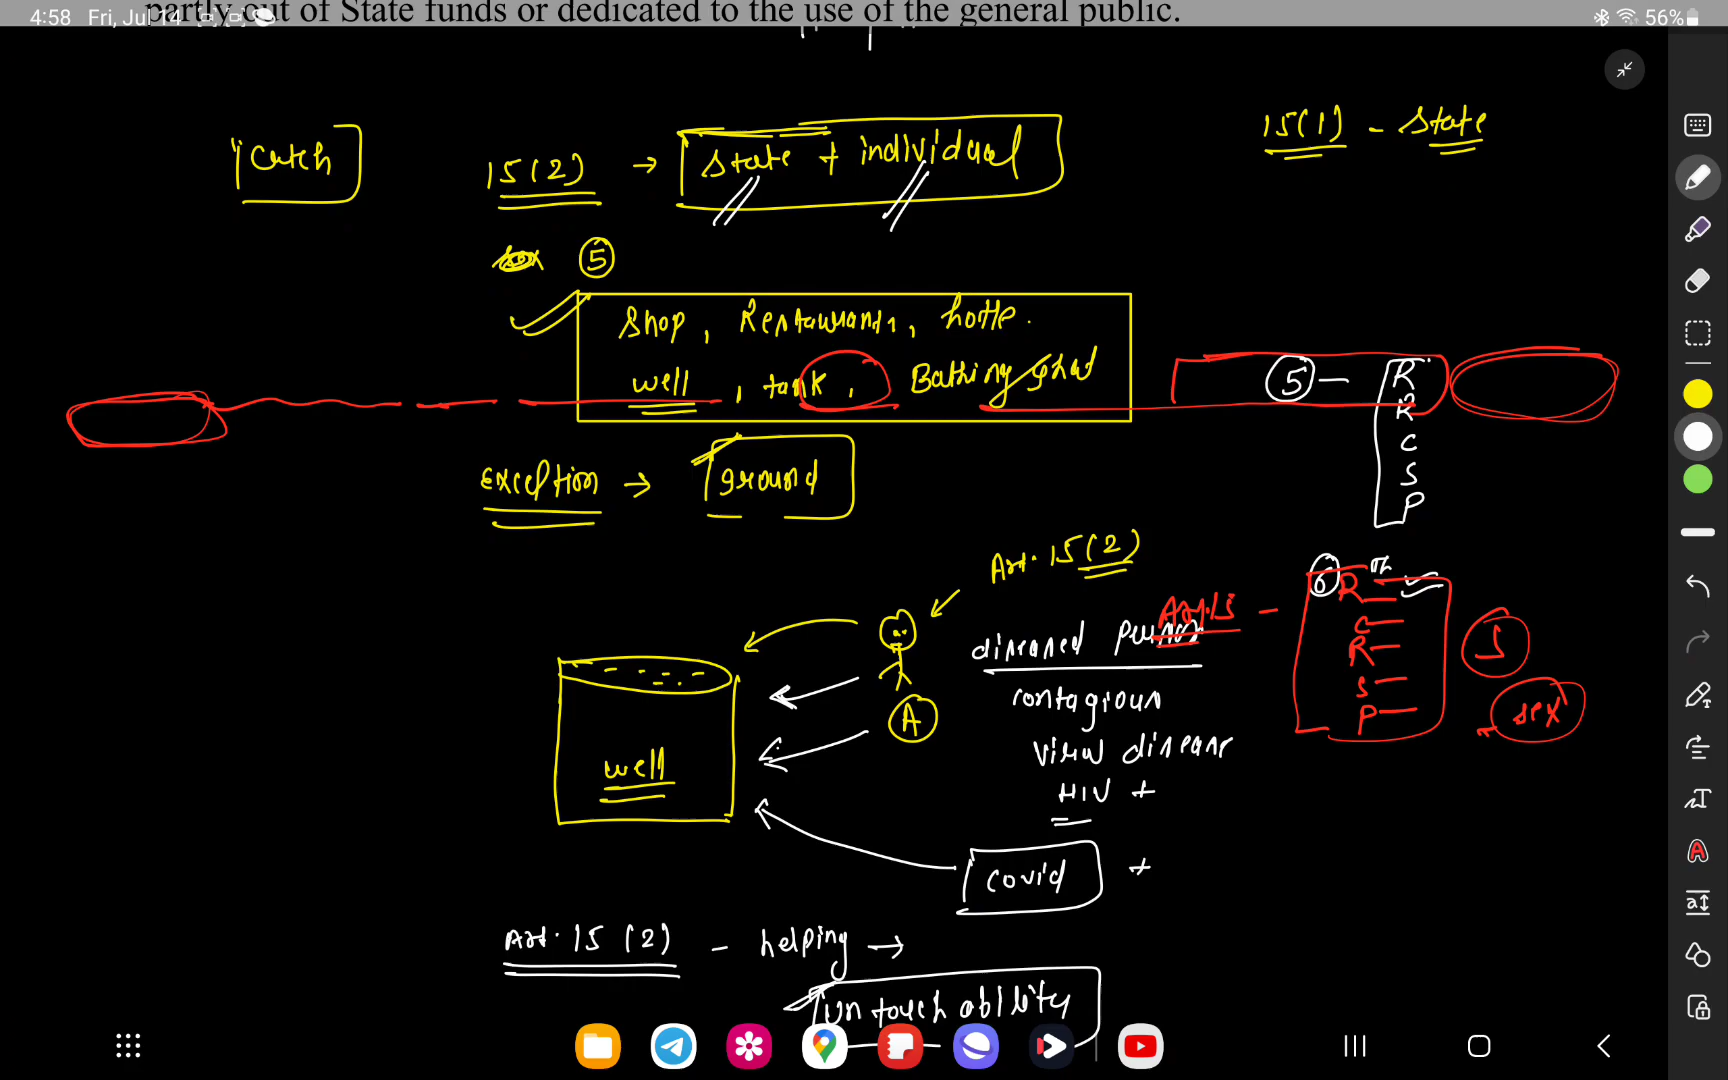 partly out of State funds or dedicated to the use of the general public.
4:58 Fri, Jul 14
56%
Catch
15(2) → State + individual
15(1) - State
5
Shop, Restaurants, hotle.
well, tank, Bathing ghat
5 - R
R
C
S
P
exception → ground
Art. 15(2)
diseased person
Art. 15 -
6
R
C
R
S
P
S
sex
contagious
viral disease
HIV +
A
well
covid +
Art. 15 (2) - helping →
untouchability